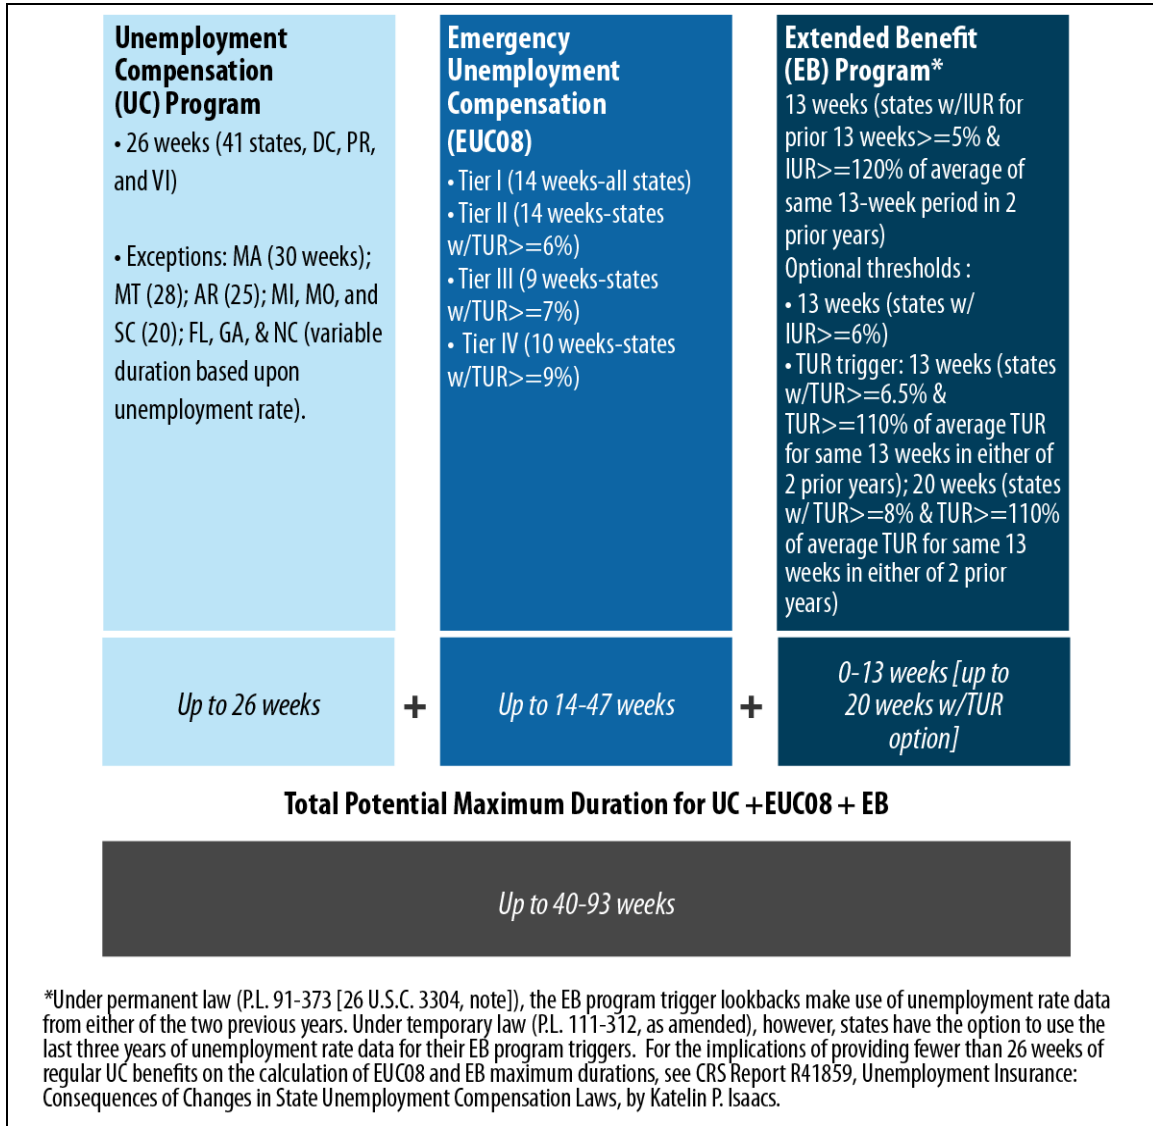 Unemployment
Compensation
(UC) Program
• 26 weeks (41 states, DC, PR,
and VI)
• Exceptions: MA (30 weeks);
MT (28); AR (25); MI, MO, and
SC (20); FL, GA, & NC (variable
duration based upon
unemployment rate).
Emergency
Unemployment
Compensation
(EUC08)
• Tier I (14 weeks-all states)
• Tier II (14 weeks-states
w/TUR>=6%)
• Tier III (9 weeks-states
w/TUR>=7%)
• Tier IV (10 weeks-states
w/TUR>=9%)
Extended Benefit
(EB) Program*
13 weeks (states w/IUR for
prior 13 weeks>=5% &
IUR>=120% of average of
same 13-week period in 2
prior years)
Optional thresholds :
• 13 weeks (states w/
IUR>=6%)
• TUR trigger: 13 weeks (states
w/TUR>=6.5% &
TUR>=110% of average TUR
for same 13 weeks in either of
2 prior years); 20 weeks (states
w/ TUR>=8% & TUR>=110%
of average TUR for same 13
weeks in either of 2 prior
years)
Up to 26 weeks
+
Up to 14-47 weeks
+
0-13 weeks [up to
20 weeks w/TUR
option]
Total Potential Maximum Duration for UC +EUC08 + EB
Up to 40-93 weeks
*Under permanent law (P.L. 91-373 [26 U.S.C. 3304, note]), the EB program trigger lookbacks make use of unemployment rate data
from either of the two previous years. Under temporary law (P.L. 111-312, as amended), however, states have the option to use the
last three years of unemployment rate data for their EB program triggers. For the implications of providing fewer than 26 weeks of
regular UC benefits on the calculation of EUC08 and EB maximum durations, see CRS Report R41859, Unemployment Insurance:
Consequences of Changes in State Unemployment Compensation Laws, by Katelin P. Isaacs.